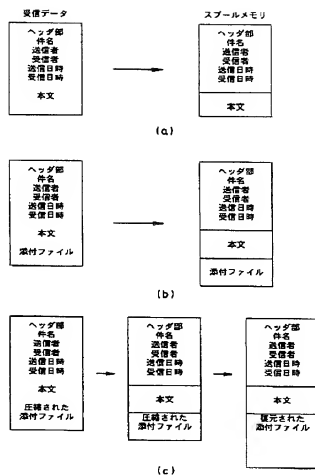 受信データ
スプールメモリ
ヘッダ部
件名
送信者
受信者
送信日時
受信日時
本文
ヘッダ部
件名
送信者
受信者
送信日時
受信日時
本文
(a)
ヘッダ部
件名
送信者
受信者
送信日時
受信日時
本文
添付ファイル
ヘッダ部
件名
送信者
受信者
送信日時
受信日時
本文
添付ファイル
(b)
ヘッダ部
件名
送信者
受信者
送信日時
受信日時
本文
圧縮された
添付ファイル
ヘッダ部
件名
送信者
受信者
送信日時
受信日時
本文
圧縮された
添付ファイル
ヘッダ部
件名
送信者
受信者
送信日時
受信日時
本文
復元された
添付ファイル
(c)